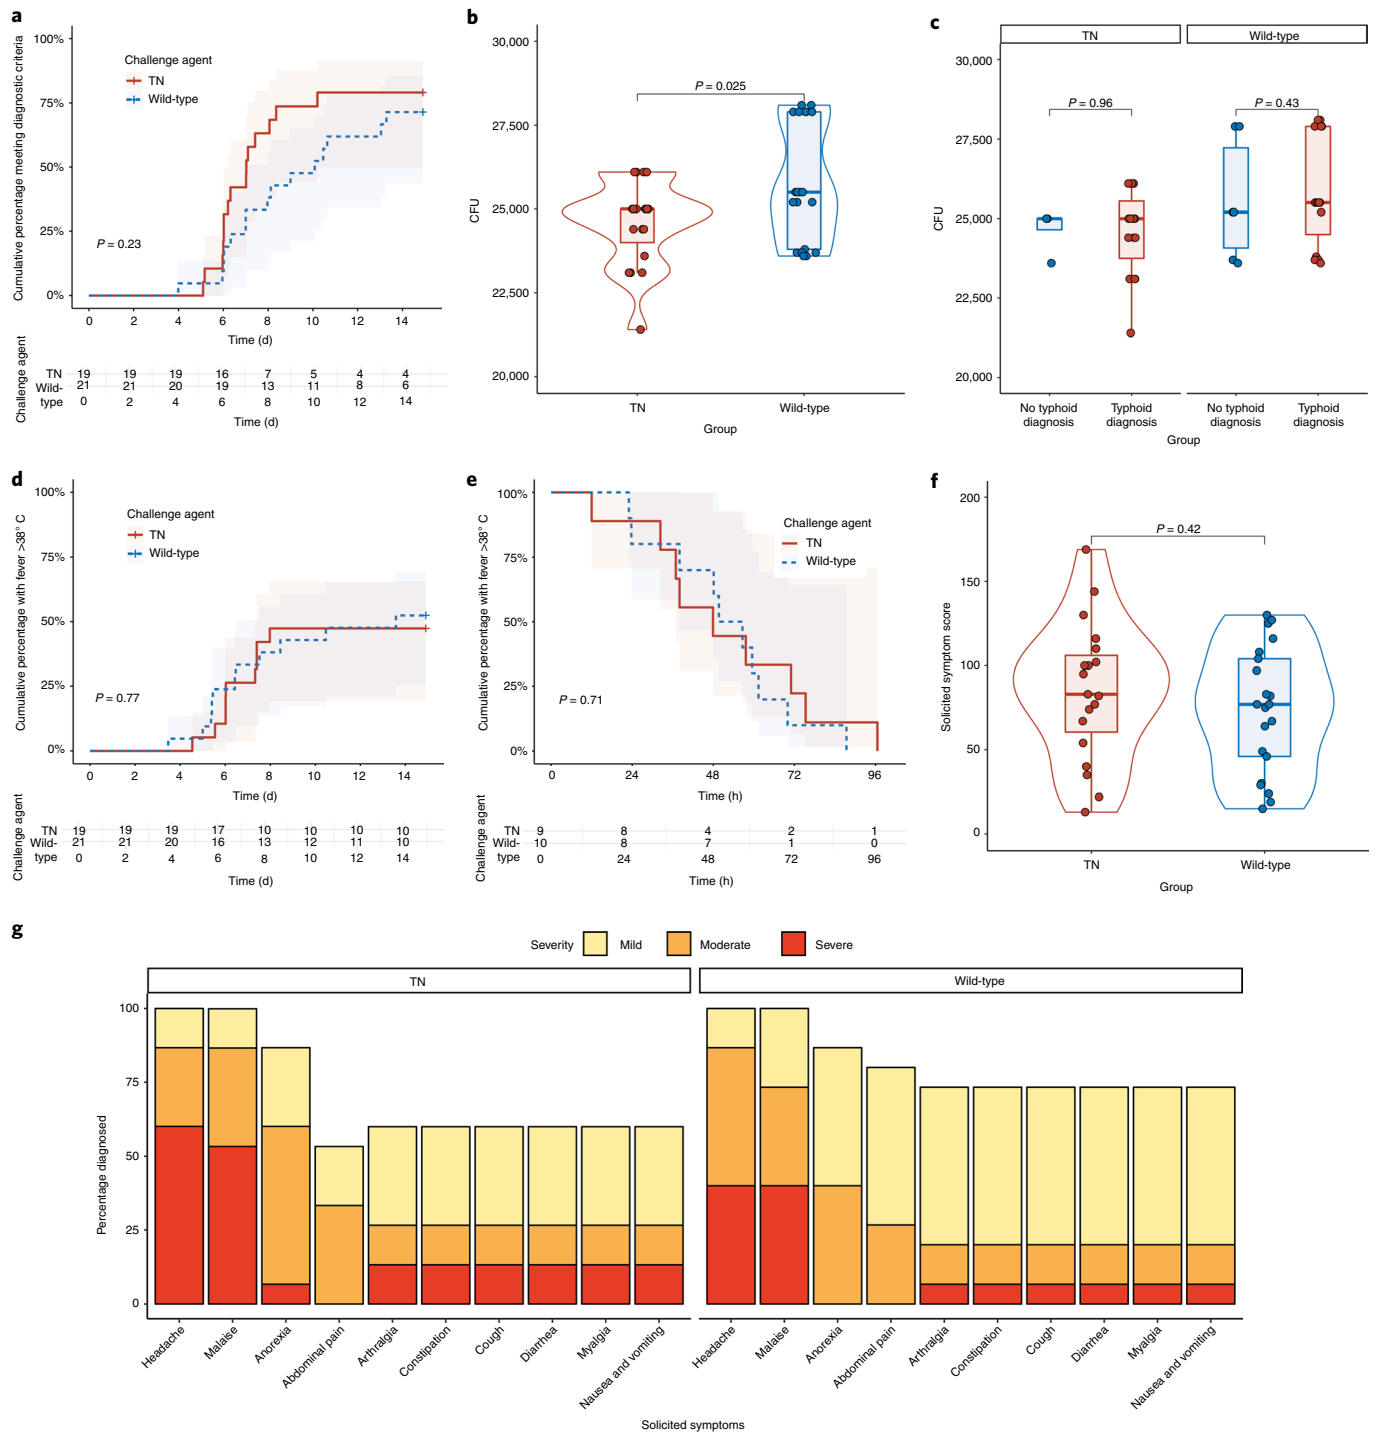 a
Cumulative percentage meeting diagnostic criteria
100%
75%
50%
25%
0%
Challenge agent
TN
Wild-type
P = 0.23
0 2 4 6 8 10 12 14
Time (d)
Challenge agent
TN 19 19 19 16 7 5 4 4
Wild- 21 21 20 19 13 11 8 6
type 0 2 4 6 8 10 12 14
Time (d)
b
CFU
30,000
27,500
25,000
22,500
20,000
P = 0.025
TN Wild-type
Group
c
TN Wild-type
CFU
30,000
27,500
25,000
22,500
20,000
P = 0.96 P = 0.43
No typhoid diagnosis
Typhoid diagnosis
No typhoid diagnosis
Typhoid diagnosis
Group
d
Cumulative percentage with fever >38° C
100%
75%
50%
25%
0%
Challenge agent
TN
Wild-type
P = 0.77
0 2 4 6 8 10 12 14
Time (d)
Challenge agent
TN 19 19 19 17 10 10 10 10
Wild- 21 21 20 16 13 12 11 10
type 0 2 4 6 8 10 12 14
Time (d)
e
Cumulative percentage with fever >38° C
100%
75%
50%
25%
0%
Challenge agent
TN
Wild-type
P = 0.71
0 24 48 72 96
Time (h)
Challenge agent
TN 9 8 4 2 1
Wild- 10 8 7 1 0
type 0 24 48 72 96
Time (h)
f
Solicited symptom score
200
150
100
50
0
P = 0.42
TN Wild-type
Group
g
Severity Mild Moderate Severe
TN Wild-type
Percentage diagnosed
100
75
50
25
0
Headache
Malaise
Anorexia
Abdominal pain
Arthralgia
Constipation
Cough
Diarrhea
Myalgia
Nausea and vomiting
Headache
Malaise
Anorexia
Abdominal pain
Arthralgia
Constipation
Cough
Diarrhea
Myalgia
Nausea and vomiting
Solicited symptoms